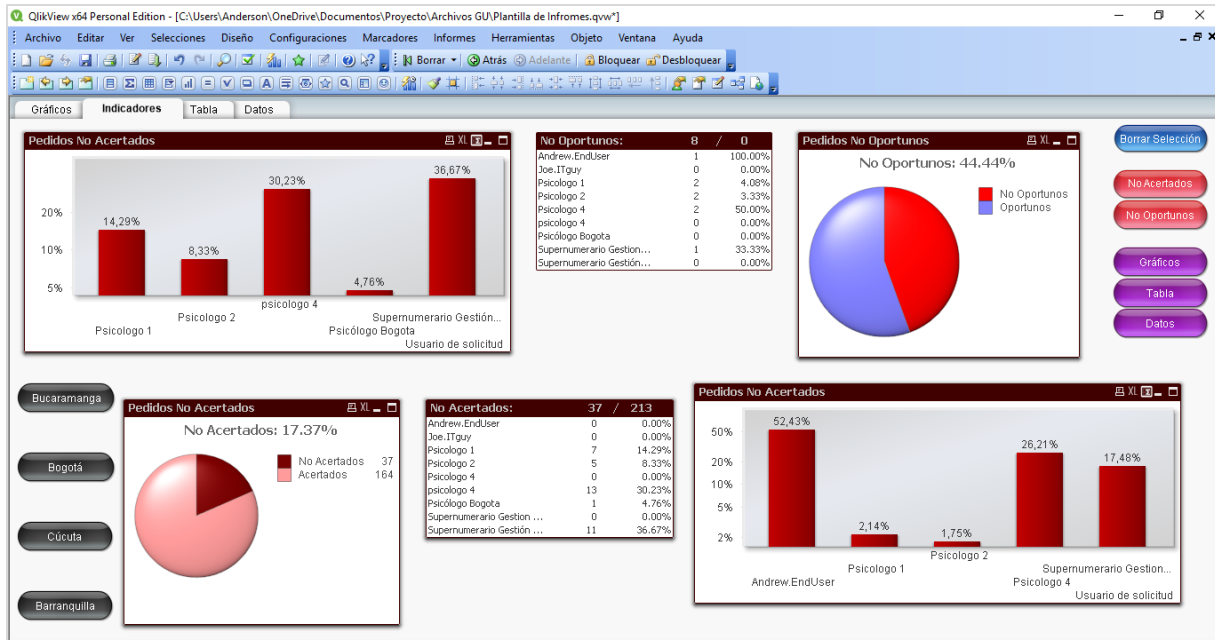 QlikView x64 Personal Edition - [C:\Users\Anderson\OneDrive\Documentos\Proyecto\Archivos GU\Plantilla de Infromes.qvw*]
Archivo Editar Ver Selecciones Diseño Configuraciones Marcadores Informes Herramientas Objeto Ventana Ayuda
Borrar Atrás Adelante Bloquear Desbloquear
Gráficos Indicadores Tabla Datos
Pedidos No Acertados XL
36,67%
30,23%
20%
14,29%
10%
8,33%
5%
4,76%
psicologo 4
Psicologo 2 Supernumerario Gestión...
Psicologo 1 Psicólogo Bogota
Usuario de solicitud
No Oportunos: 8 / 0
Andrew.EndUser 1 100.00%
Joe.ITguy 0 0.00%
Psicologo 1 2 4.08%
Psicologo 2 2 3.33%
Psicologo 4 2 50.00%
psicologo 4 0 0.00%
Psicólogo Bogota 0 0.00%
Supernumerario Gestion... 1 33.33%
Supernumerario Gestión... 0 0.00%
Pedidos No Oportunos XL
No Oportunos: 44.44%
No Oportunos
Oportunos
Borrar Selección
No Acertados
No Oportunos
Gráficos
Tabla
Datos
Bucaramanga
Bogotá
Cúcuta
Barranquilla
Pedidos No Acertados XL
No Acertados: 17.37%
No Acertados 37
Acertados 164
No Acertados: 37 / 213
Andrew.EndUser 0 0.00%
Joe.ITguy 0 0.00%
Psicologo 1 7 14.29%
Psicologo 2 5 8.33%
Psicologo 4 0 0.00%
psicologo 4 13 30.23%
Psicólogo Bogota 1 4.76%
Supernumerario Gestion ... 0 0.00%
Supernumerario Gestión ... 11 36.67%
Pedidos No Acertados XL
52,43%
50%
26,21%
20%
17,48%
10%
5%
2,14%
1,75%
2%
Psicologo 2
Psicologo 1 Supernumerario Gestion...
Andrew.EndUser Psicologo 4
Usuario de solicitud